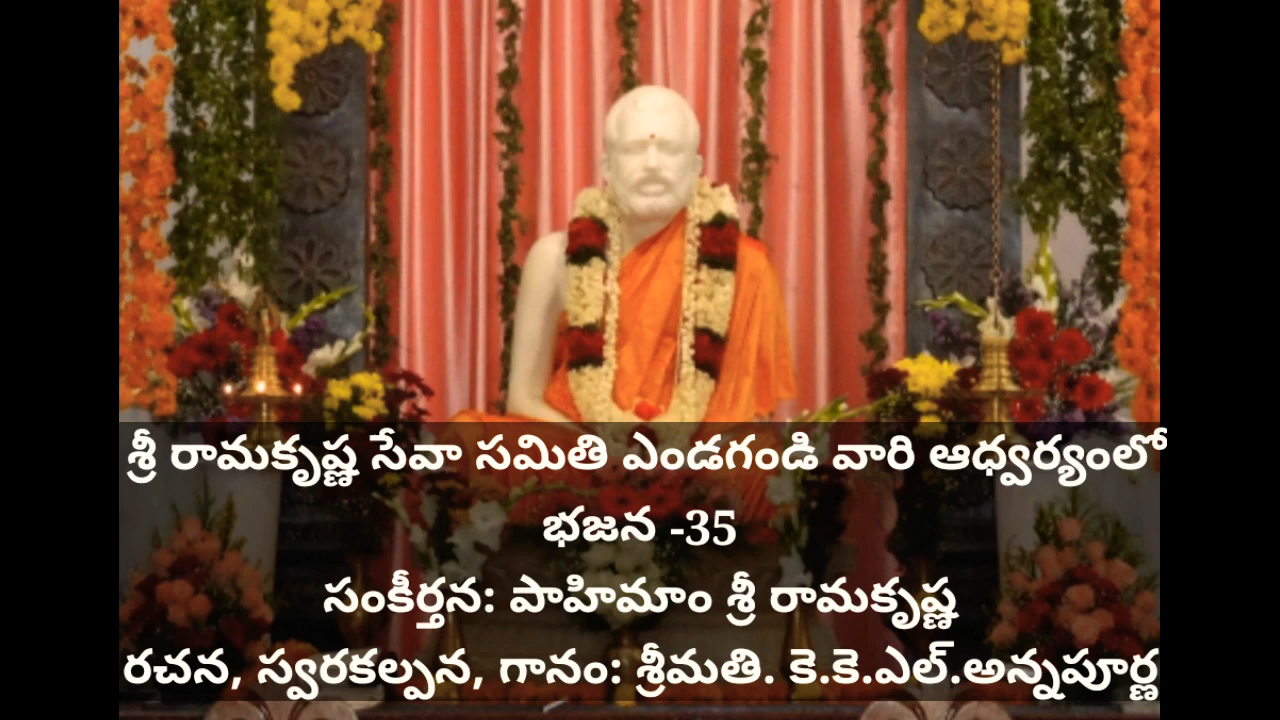 శ్రీ రామకృష్ణ సేవా సమితి ఎండగండి వారి ఆధ్వర్యంలో
భజన -35
సంకీర్తన: పాహిమాం శ్రీ రామకృష్ణ
రచన, స్వరకల్పన, గానం: శ్రీమతి. కె.కె.ఎల్.అన్నపూర్ణ